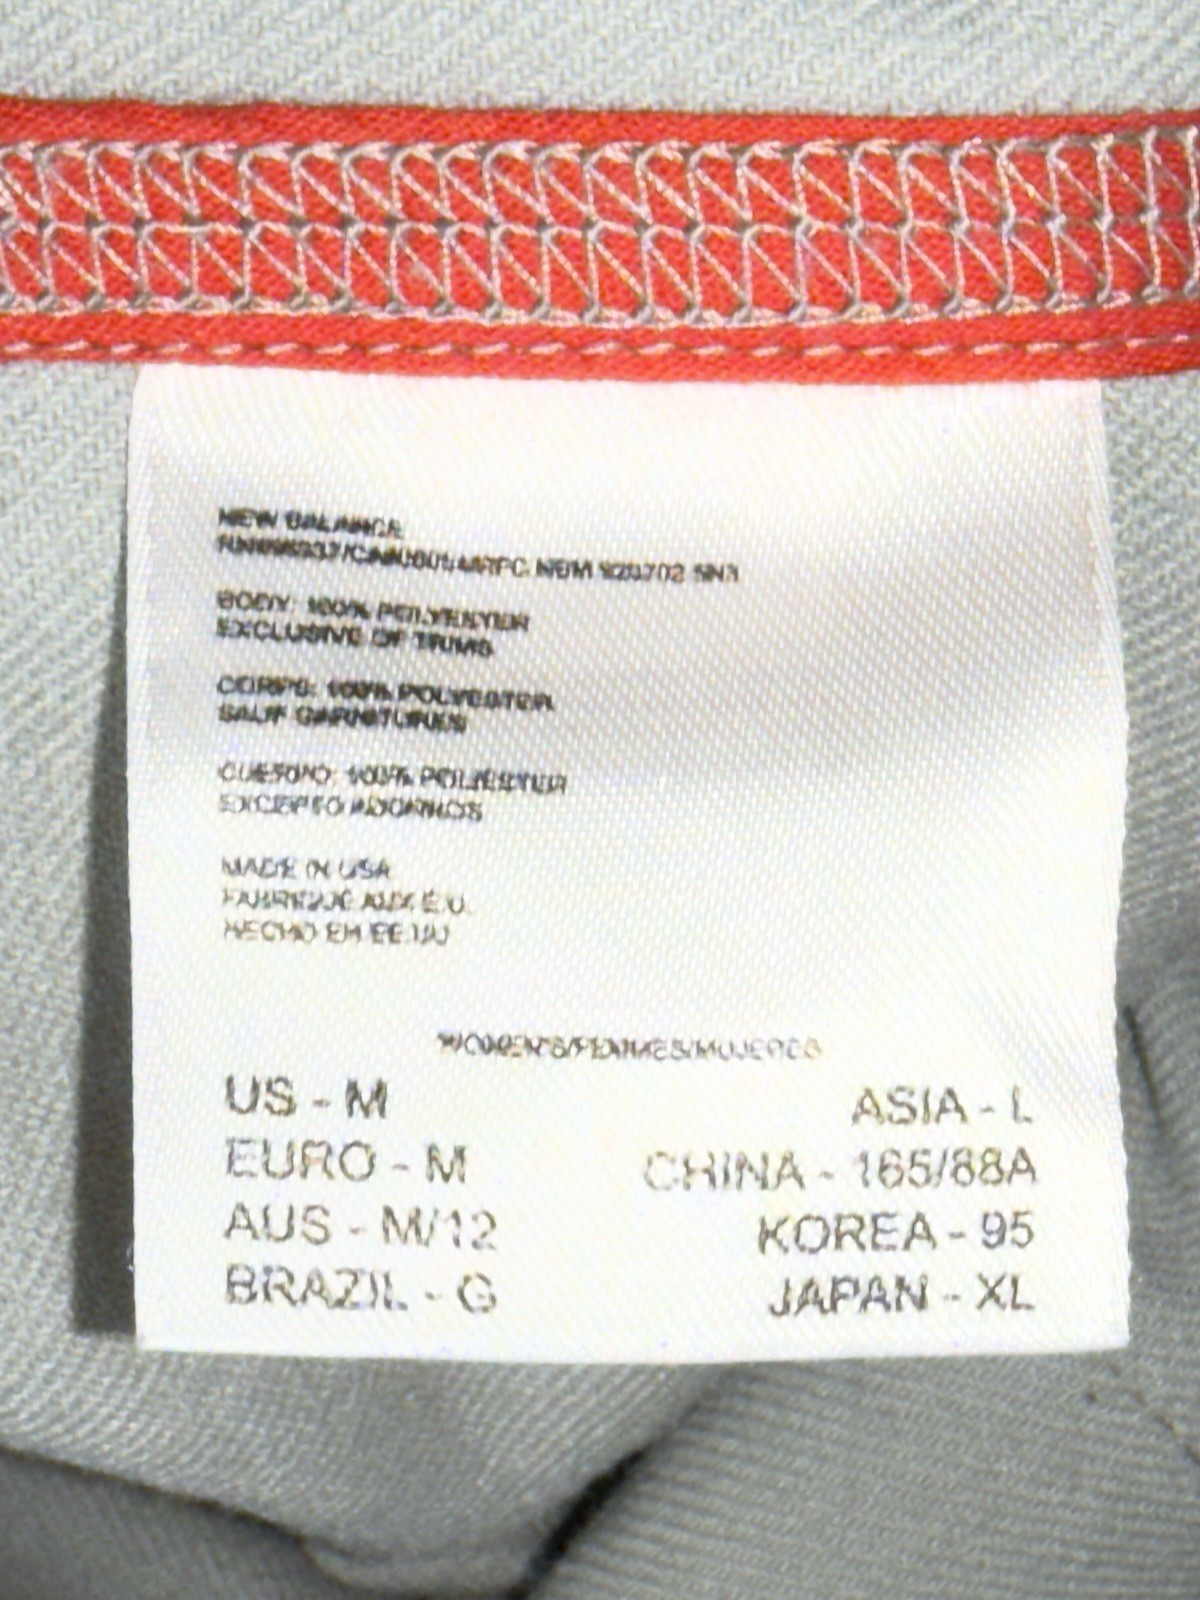 NEW BALANCE
BODY: 100% POLYESTER
EXCLUSIVE OF TRIMS
CORPS: 100% POLYESTER
SAUF GARNITURES
CUERPO: 100% POLIESTER
EXCEPTO ADORNOS
MADE IN USA
FABRIQUE AUX É.U.
HECHO EN EE.UU
WOMENS/FEMMES/MUJERES
US - M
EURO - M
AUS - M/12
BRAZIL - G
ASIA - L
CHINA - 165/88A
KOREA - 95
JAPAN - XL